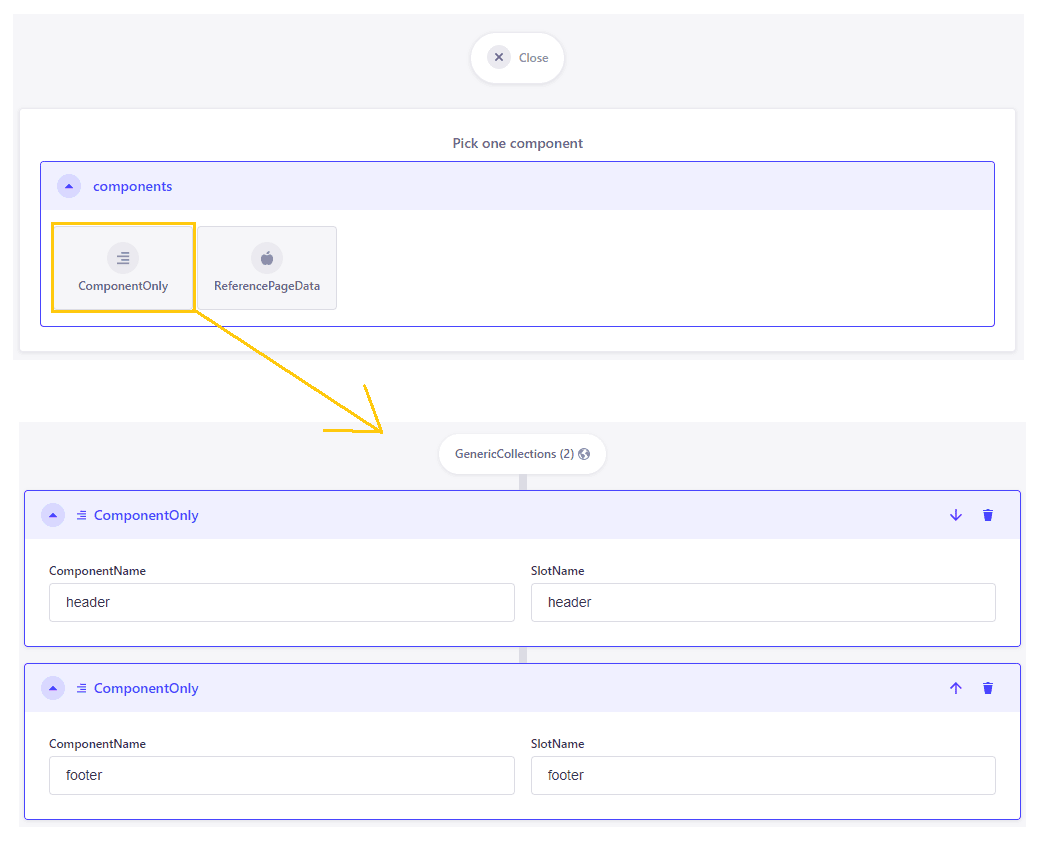 Close
Pick one component
components
ComponentOnly
ReferencePageData
GenericCollections (2)
ComponentOnly
ComponentName
SlotName
header
header
ComponentOnly
ComponentName
SlotName
footer
footer